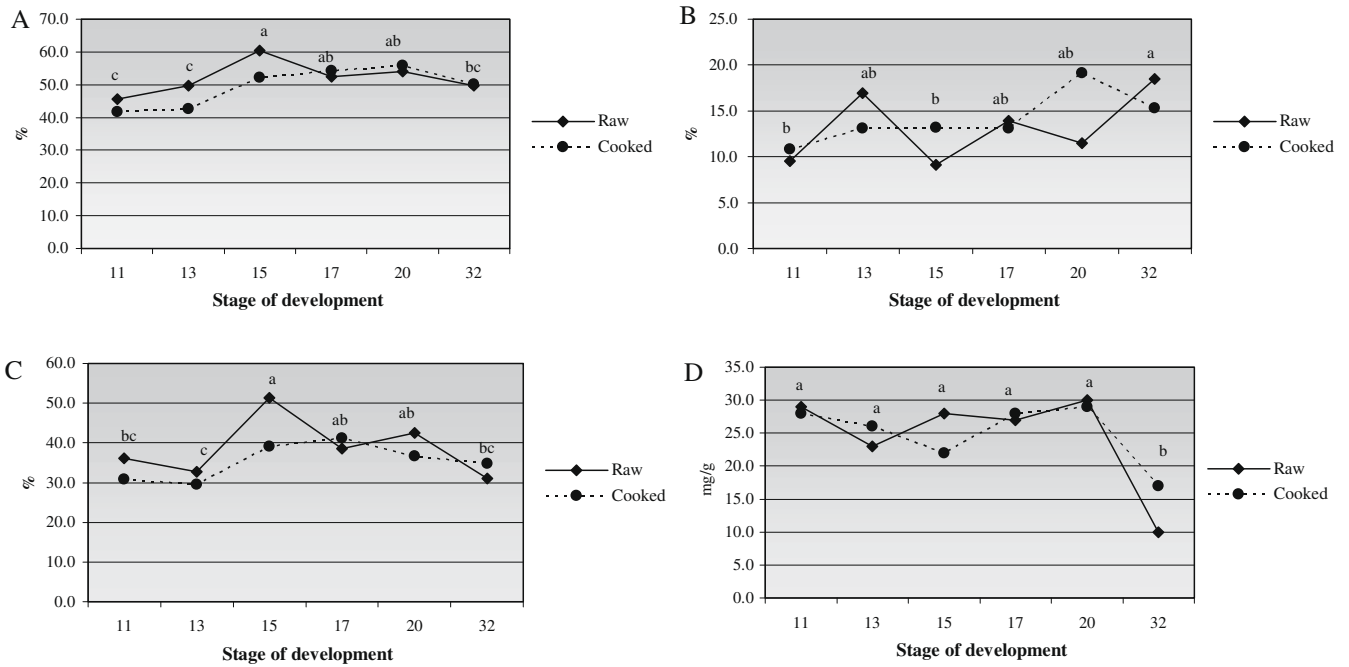 A
70.0
60.0
50.0
40.0
30.0
20.0
10.0
0.0
%
c
c
a
ab
ab
bc
11 13 15 17 20 32
Stage of development
Raw
Cooked
B
25.0
20.0
15.0
10.0
5.0
0.0
%
b
ab
b
ab
ab
a
11 13 15 17 20 32
Stage of development
Raw
Cooked
C
60.0
50.0
40.0
30.0
20.0
10.0
0.0
%
bc
c
a
ab
ab
bc
11 13 15 17 20 32
Stage of development
Raw
Cooked
D
35.0
30.0
25.0
20.0
15.0
10.0
5.0
0.0
mg/g
a
a
a
a
a
b
11 13 15 17 20 32
Stage of development
Raw
Cooked